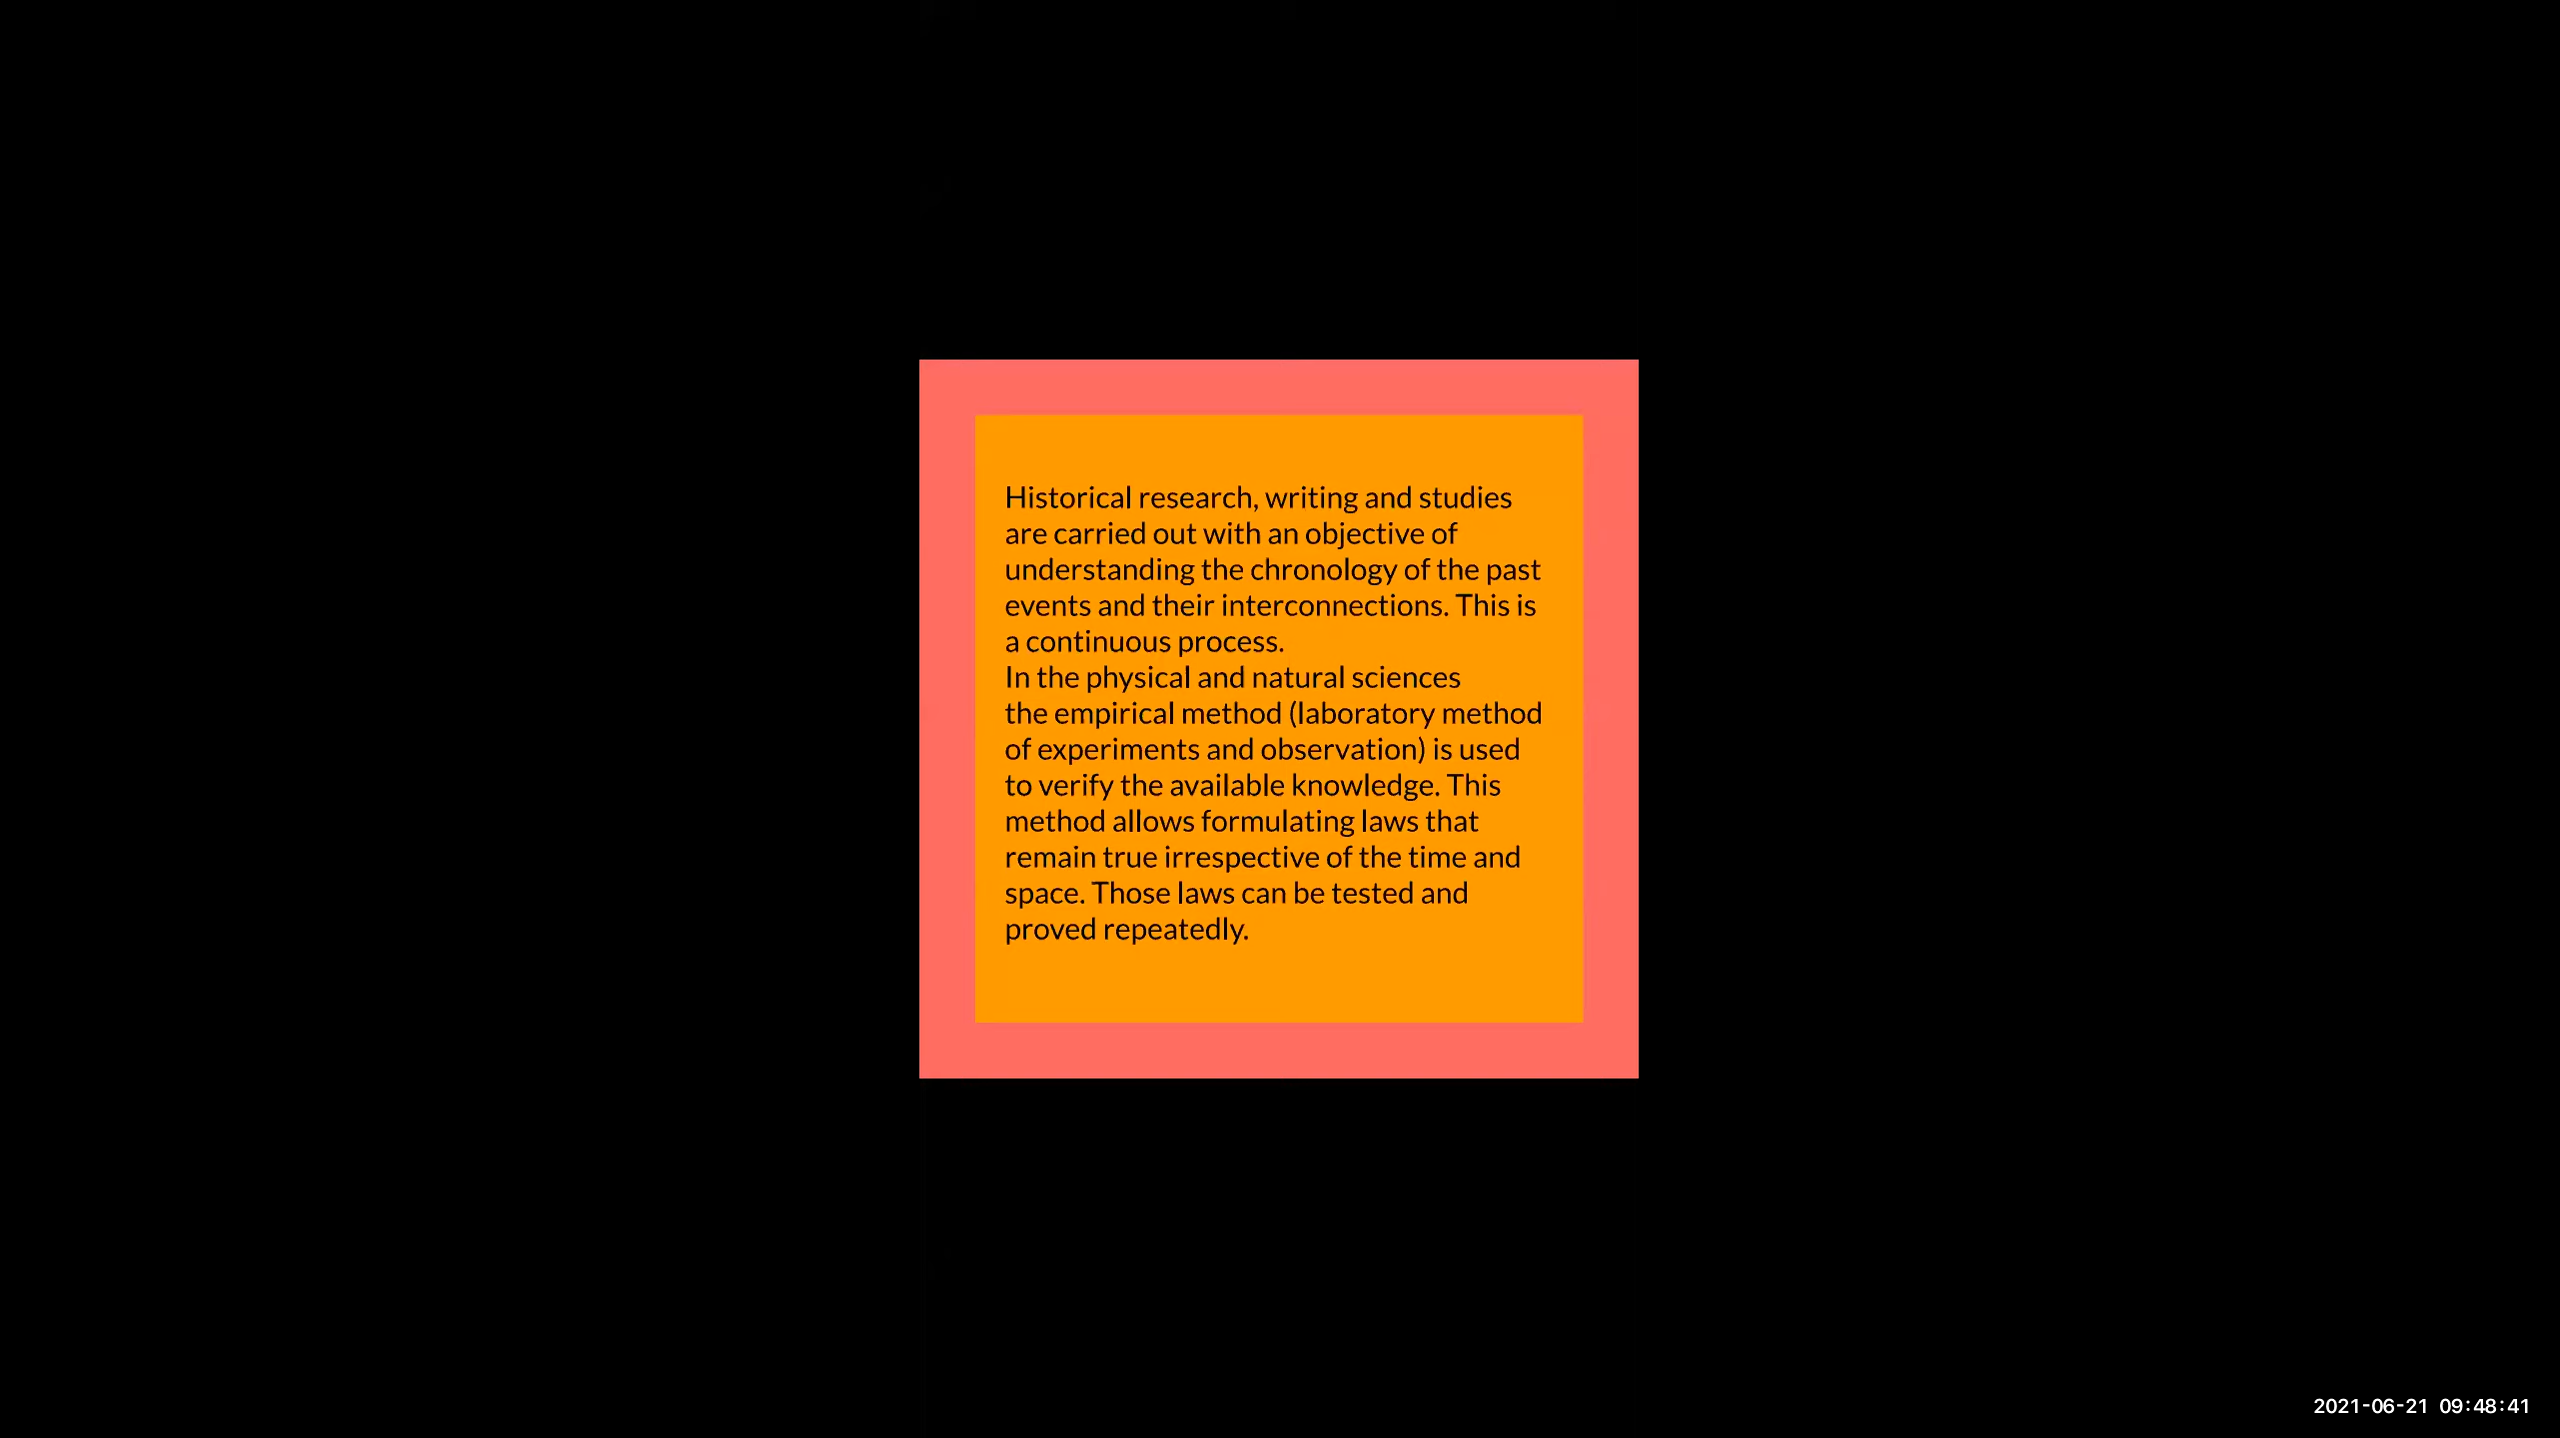 Historical research, writing and studies
are carried out with an objective of
understanding the chronology of the past
events and their interconnections. This is
a continuous process.
In the physical and natural sciences
the empirical method (laboratory method
of experiments and observation) is used
to verify the available knowledge. This
method allows formulating laws that
remain true irrespective of the time and
space. Those laws can be tested and
proved repeatedly.
2021-06-21 09:48:41